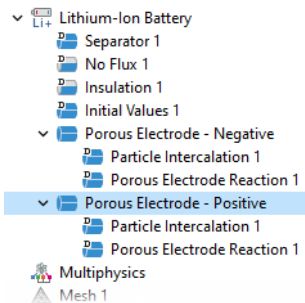 Li+ Lithium-Ion Battery
D Separator 1
D No Flux 1
D Insulation 1
D Initial Values 1
Porous Electrode - Negative
D Particle Intercalation 1
D Porous Electrode Reaction 1
Porous Electrode - Positive
D Particle Intercalation 1
D Porous Electrode Reaction 1
Multiphysics
Mesh 1